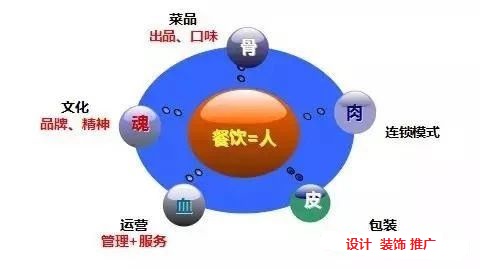 菜品
出品、口味
骨
文化
品牌、精神
魂
肉
连锁模式
餐饮=人
血
皮
运营
管理+服务
包装
设计 装饰 推广